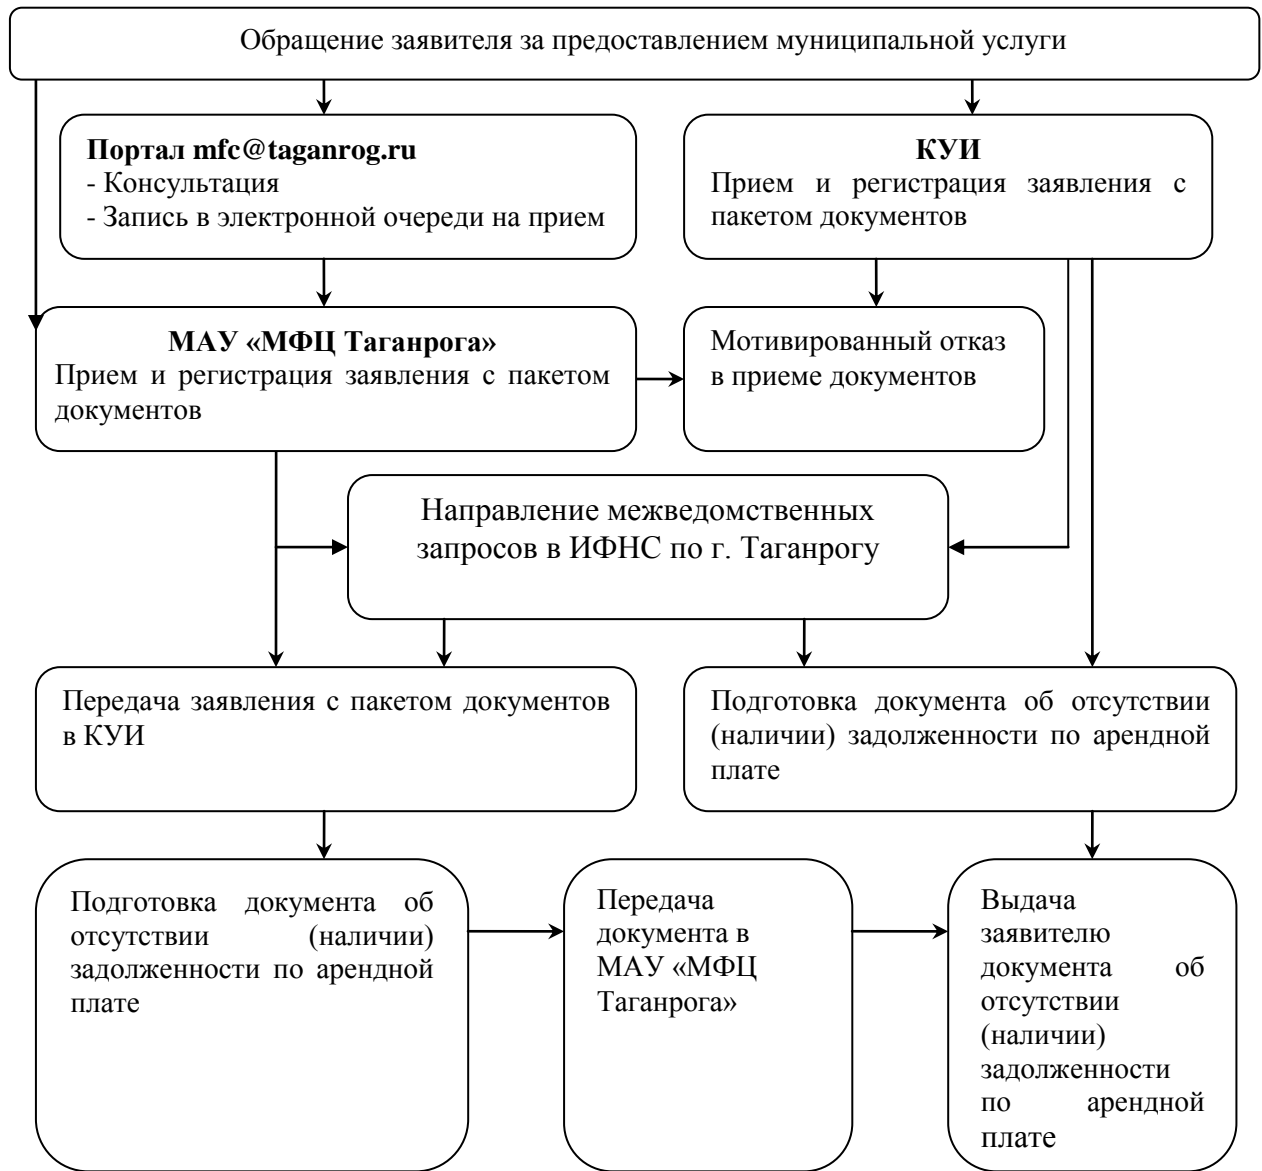 Обращение заявителя за предоставлением муниципальной услуги
Портал mfc@taganrog.ru
- Консультация
- Запись в электронной очереди на прием
КУИ
Прием и регистрация заявления с
пакетом документов
МАУ «МФЦ Таганрога»
Прием и регистрация заявления с пакетом
документов
Мотивированный отказ
в приеме документов
Направление межведомственных
запросов в ИФНС по г. Таганрогу
Передача заявления с пакетом документов
в КУИ
Подготовка документа об отсутствии
(наличии) задолженности по арендной
плате
Подготовка документа об
отсутствии (наличии)
задолженности по арендной
плате
Передача
документа в
МАУ «МФЦ
Таганрога»
Выдача
заявителю
документа об
отсутствии
(наличии)
задолженности
по арендной
плате